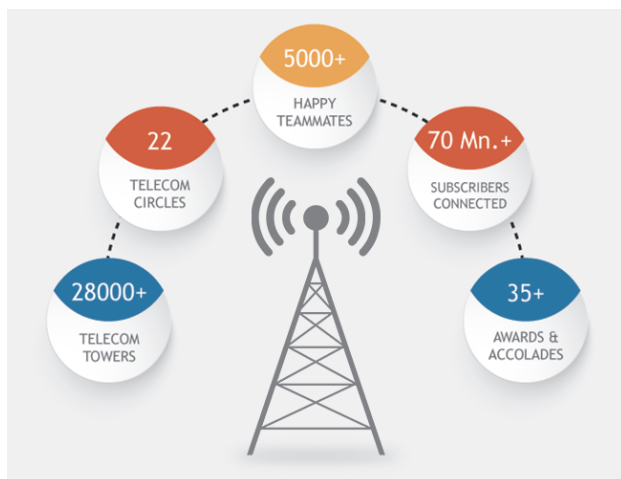 28000+
TELECOM
TOWERS
22
TELECOM
CIRCLES
5000+
HAPPY
TEAMMATES
70 Mn.+
SUBSCRIBERS
CONNECTED
35+
AWARDS &
ACCOLADES